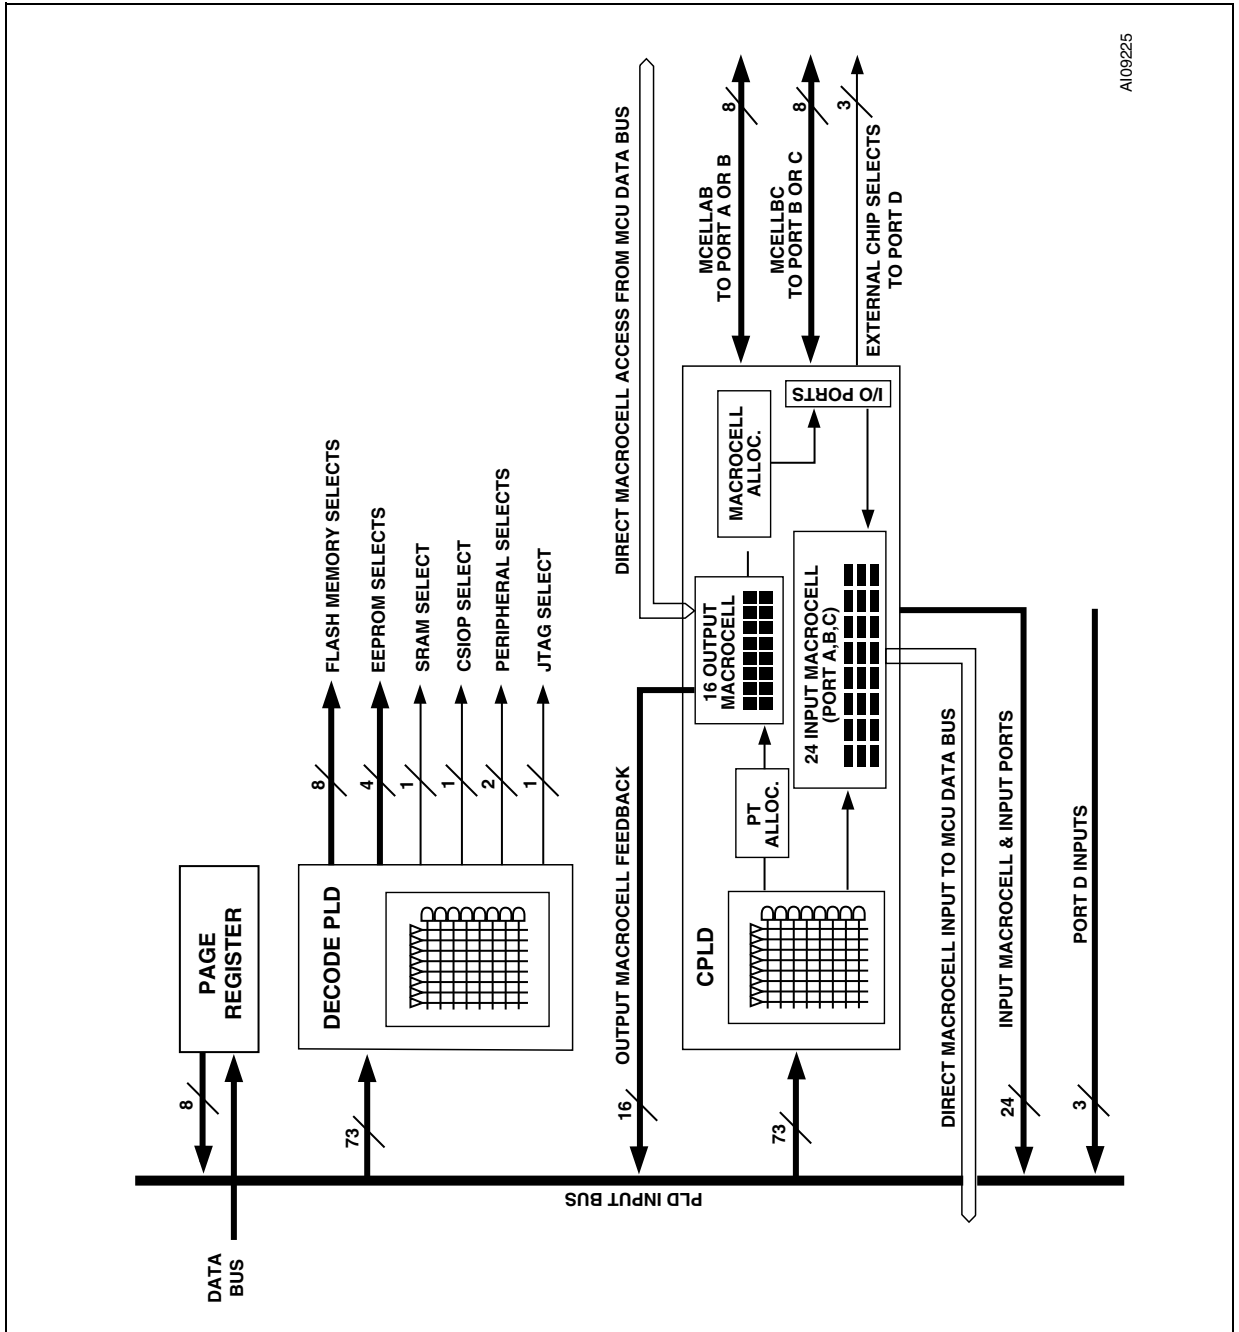 DATA
BUS
8
PAGE
REGISTER
73
DECODE PLD
8
FLASH MEMORY SELECTS
4
EEPROM SELECTS
1
SRAM SELECT
1
CSIOP SELECT
2
PERIPHERAL SELECTS
1
JTAG SELECT
PLD INPUT BUS
16
OUTPUT MACROCELL FEEDBACK
DIRECT MACROCELL ACCESS FROM MCU DATA BUS
73
CPLD
PT
ALLOC.
16 OUTPUT
MACROCELL
MACROCELL
ALLOC.
24 INPUT MACROCELL
(PORT A,B,C)
I/O PORTS
MCELLAB
TO PORT A OR B
8
MCELLBC
TO PORT B OR C
8
EXTERNAL CHIP SELECTS
TO PORT D
3
DIRECT MACROCELL INPUT TO MCU DATA BUS
24
INPUT MACROCELL & INPUT PORTS
3
PORT D INPUTS
AI09225